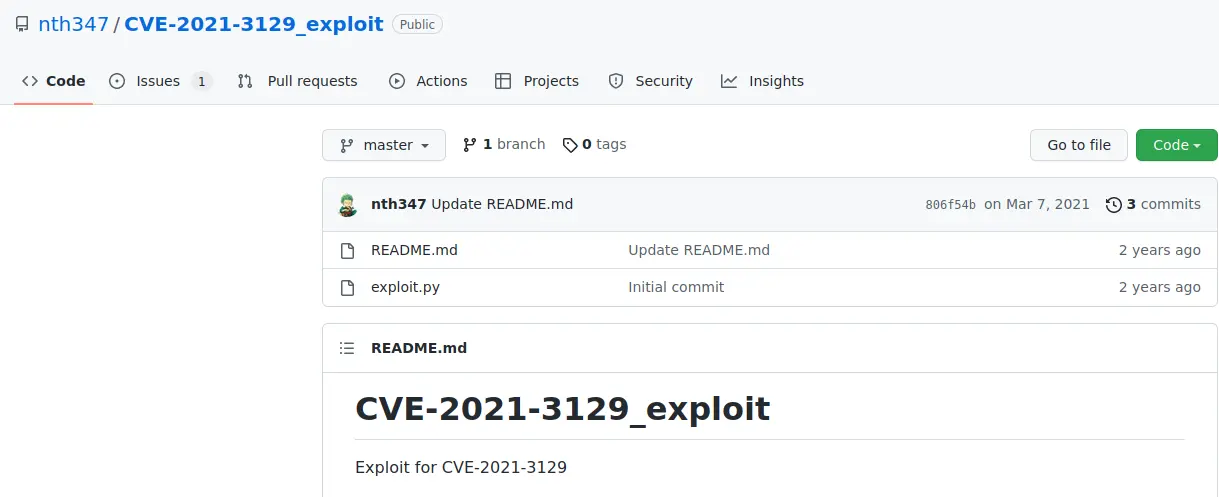 nth347/CVE-2021-3129_exploit Public
Code Issues 1 Pull requests Actions Projects Security Insights
master 1 branch 0 tags Go to file Code
nth347 Update README.md 806f54b on Mar 7, 2021 3 commits
README.md Update README.md 2 years ago
exploit.py Initial commit 2 years ago
README.md
CVE-2021-3129_exploit
Exploit for CVE-2021-3129